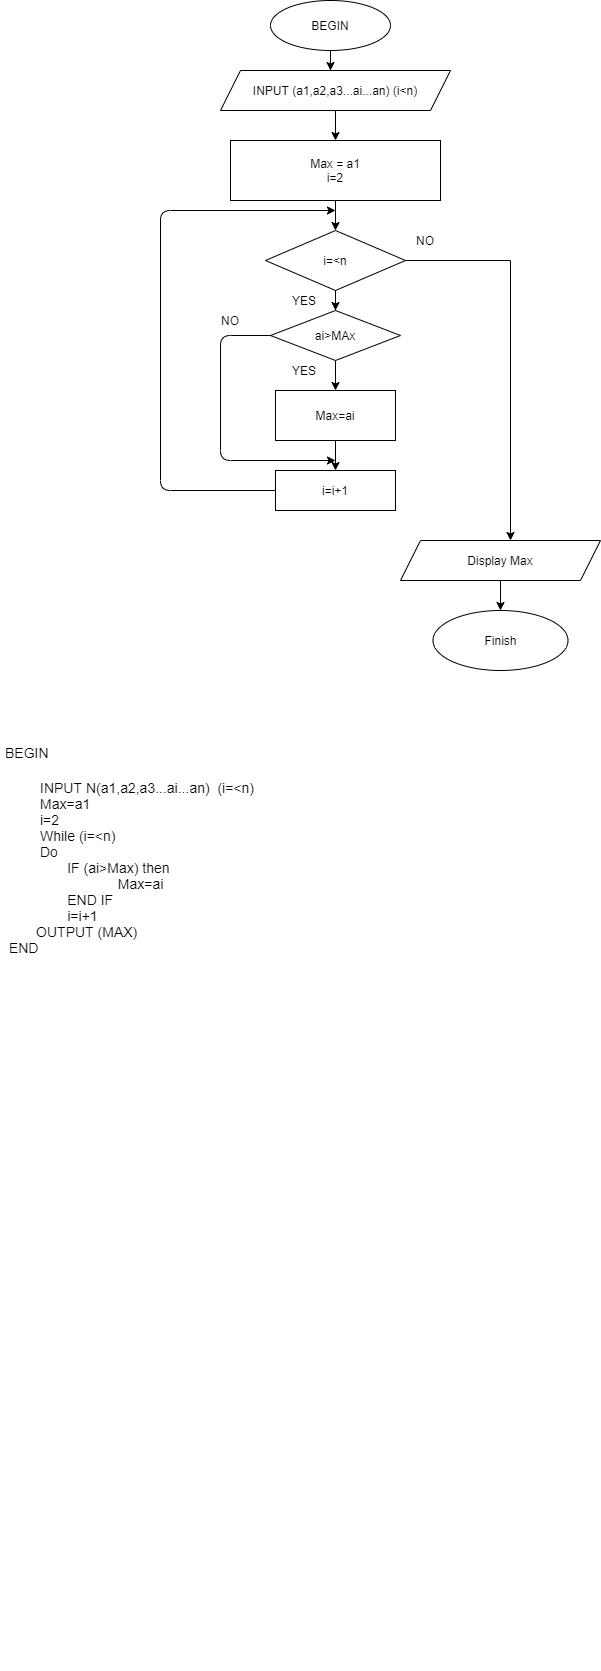 BEGIN
INPUT (a1,a2,a3...ai...an) (i<n)
Max = a1
i=2
i=<n
NO
YES
NO
ai>MAx
YES
Max=ai
i=i+1
Display Max
Finish
BEGIN
INPUT N(a1,a2,a3...ai...an) (i=<n)
Max=a1
i=2
While (i=<n)
Do
IF (ai>Max) then
Max=ai
END IF
i=i+1
OUTPUT (MAX)
END